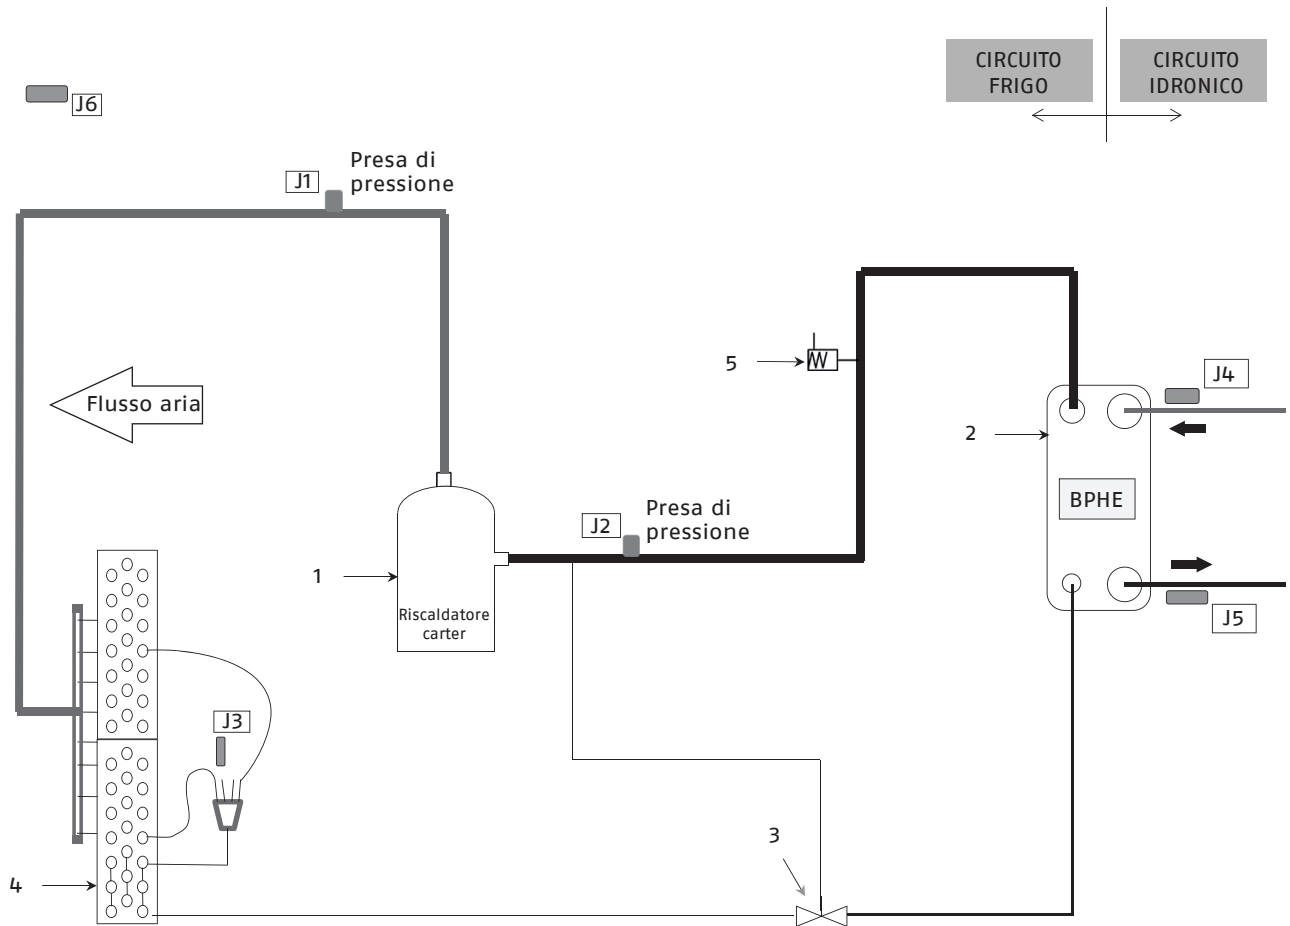 CIRCUITO
FRIGO
CIRCUITO
IDRONICO
J6
J1
Presa di
pressione
5
J4
Flusso aria
2
BPHE
J2
Presa di
pressione
1
Riscaldatore
carter
J5
J3
3
4